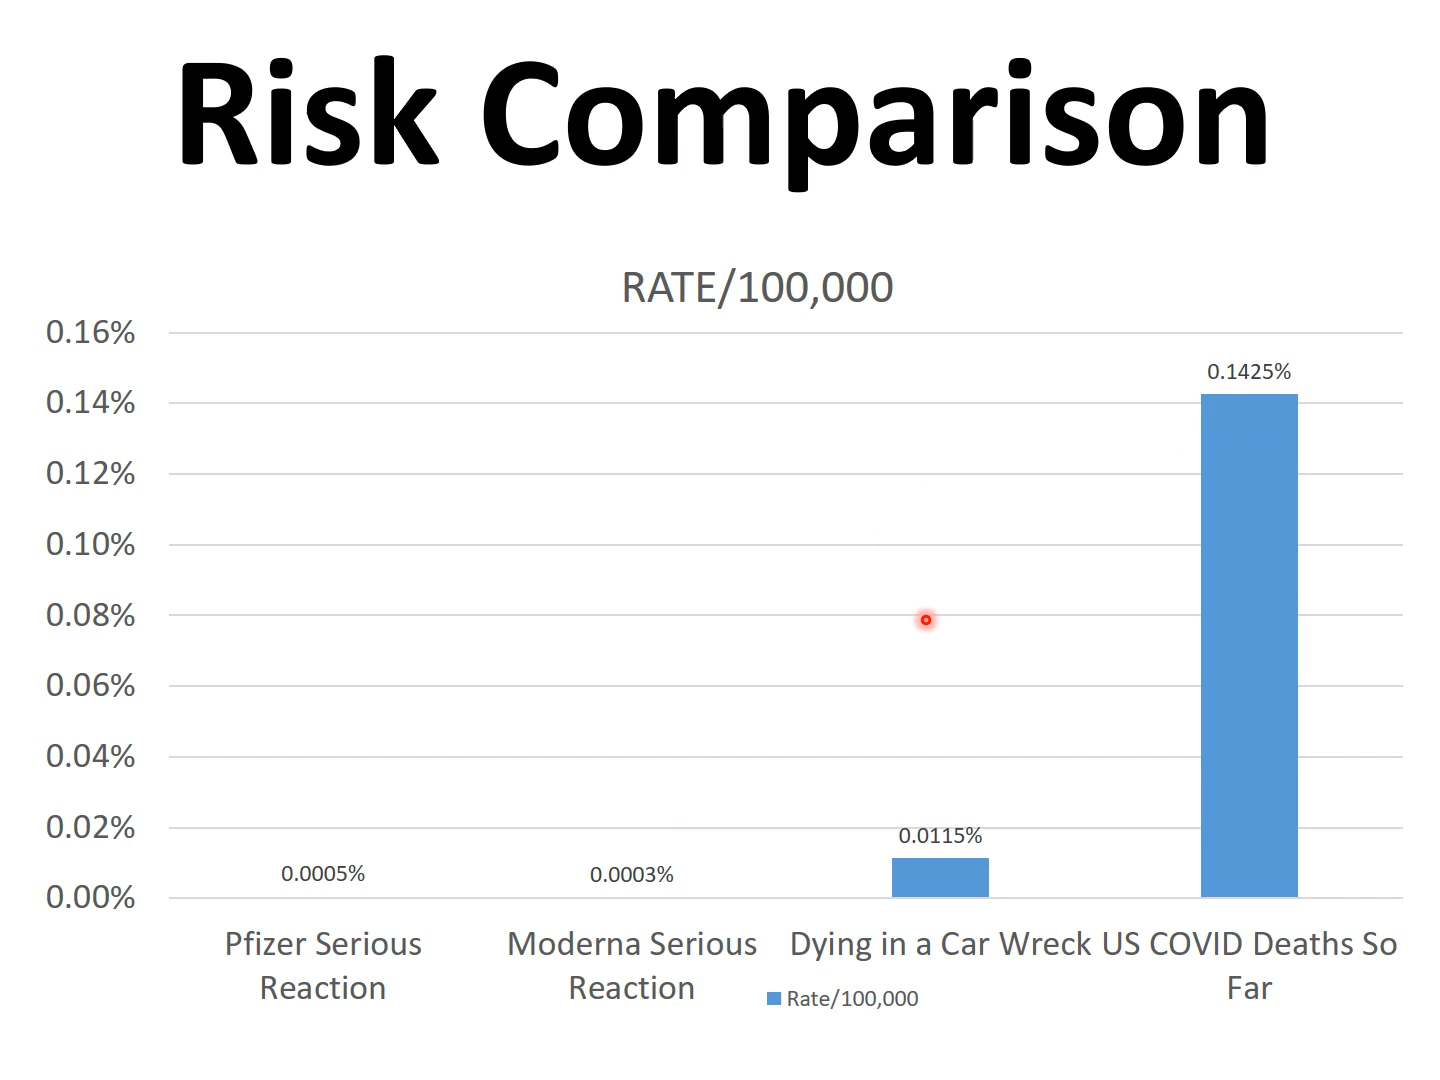 Risk Comparison
RATE/100,000
0.16%
0.14%
0.12%
0.10%
0.08%
0.06%
0.04%
0.02%
0.00%
0.0005%
0.0003%
0.0115%
0.1425%
Pfizer Serious
Reaction
Moderna Serious
Reaction
Dying in a Car Wreck
US COVID Deaths So
Far
Rate/100,000